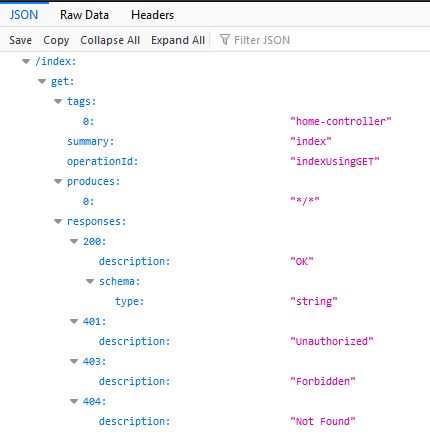 JSON Raw Data Headers
Save Copy Collapse All Expand All Filter JSON
/index:
get:
tags:
0: "home-controller"
summary: "index"
operationId: "indexUsingGET"
produces:
0: "*/*"
responses:
200:
description: "OK"
schema:
type: "string"
401:
description: "Unauthorized"
403:
description: "Forbidden"
404:
description: "Not Found"